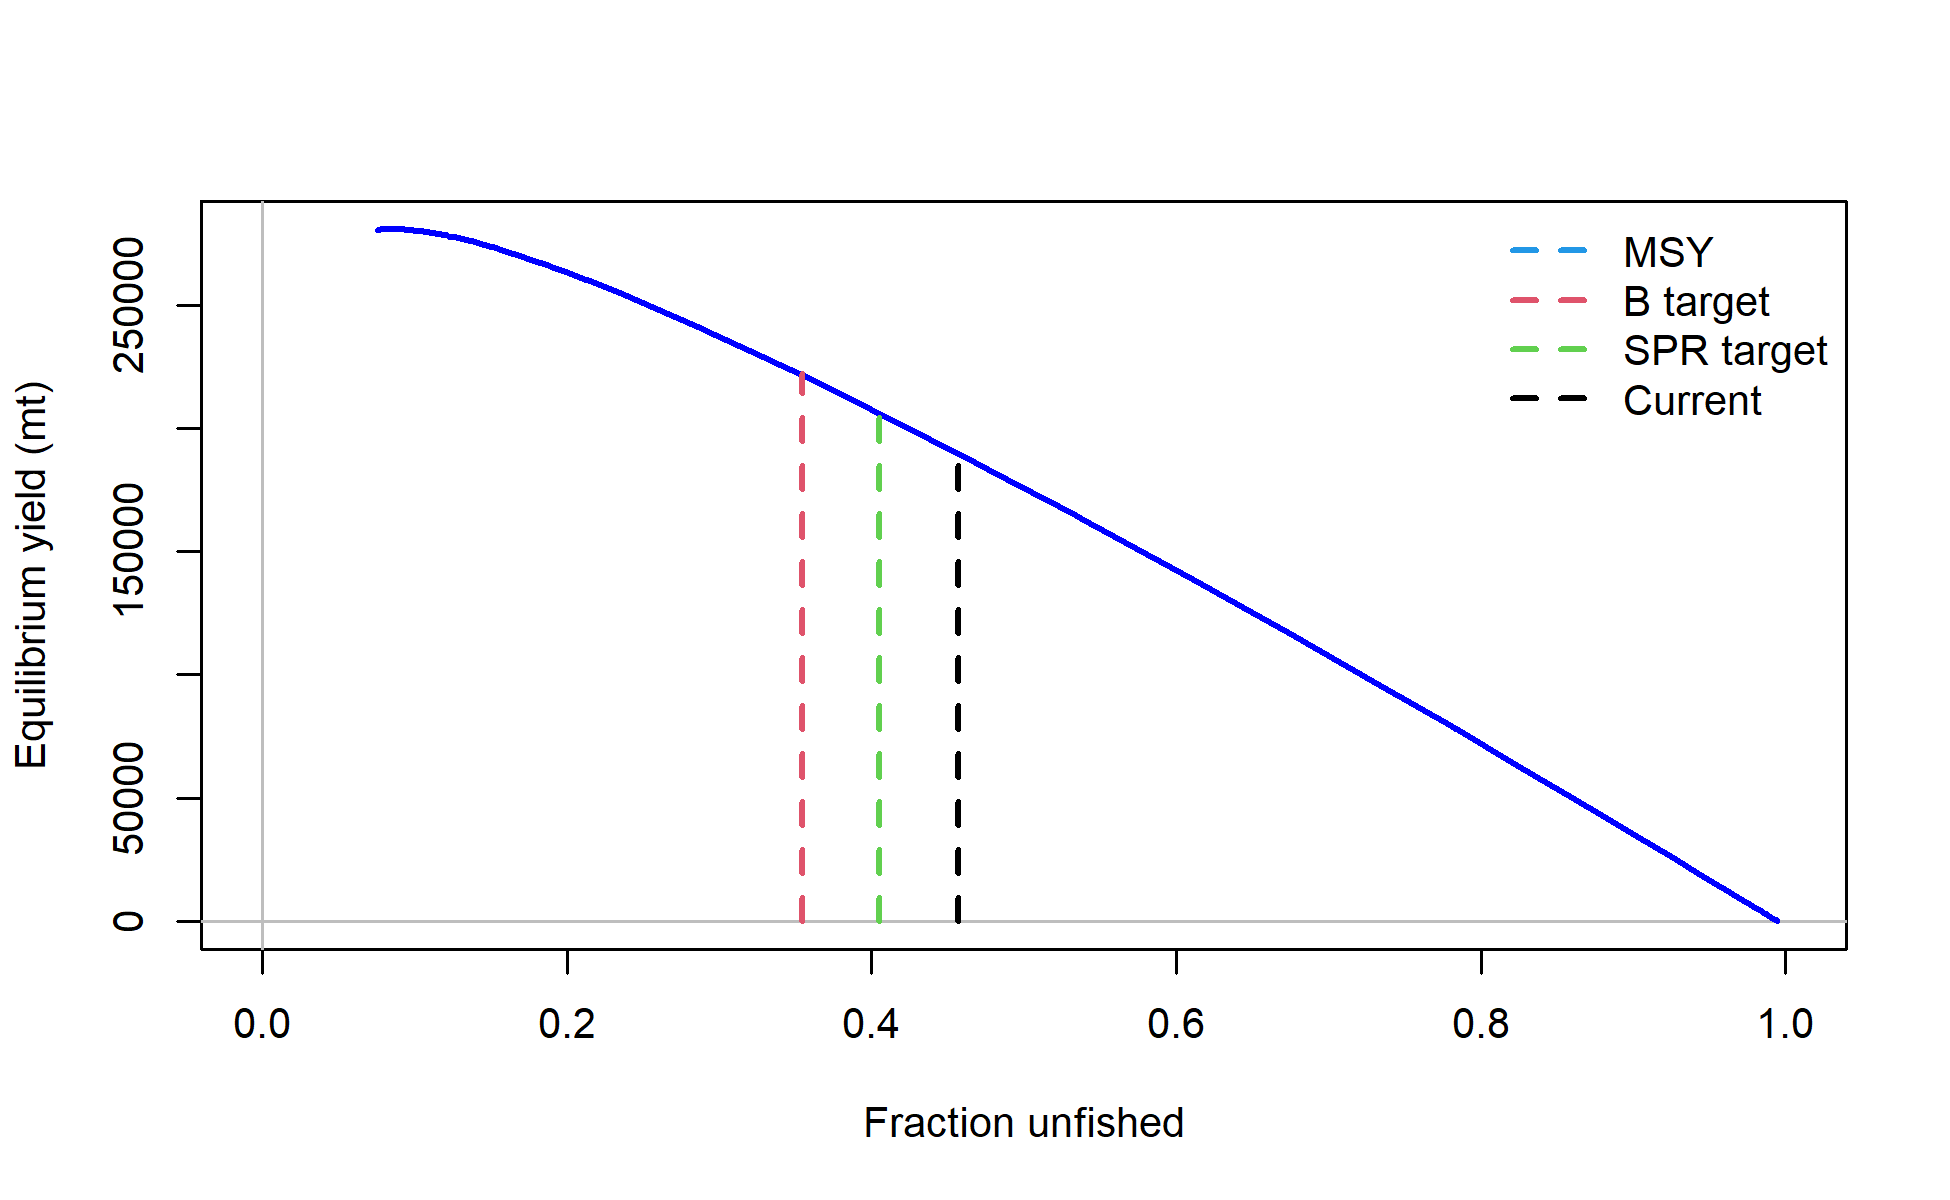 MSY
B target
SPR target
Current
Equilibrium yield (mt)
250000
150000
50000
0
0.0 0.2 0.4 0.6 0.8 1.0
Fraction unfished